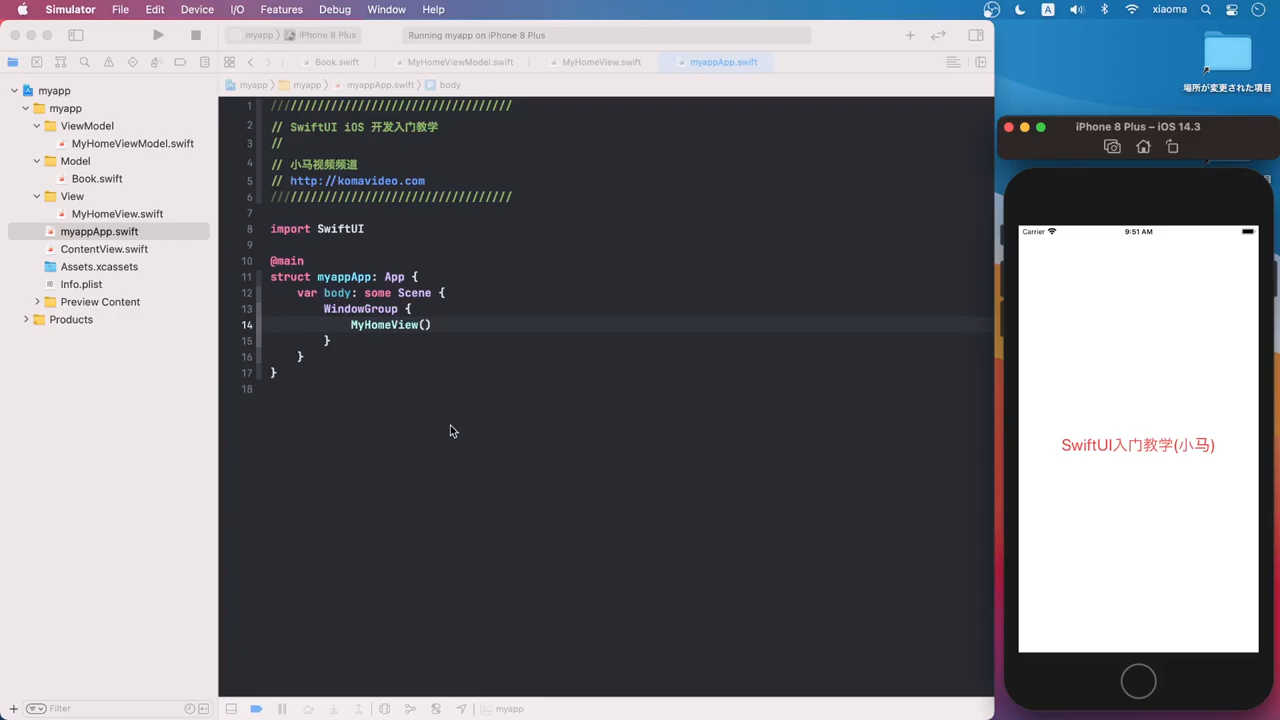 Simulator File Edit I/O Device Features Debug Window Help A xiaoma
myapp iPhone 8 Plus Running myapp on iPhone 8 Plus
Book.swift MyHomeViewModel.swift MyHomeView.swift myappApp.swift
myapp myapp myappApp.swift body
myapp
myapp
ViewModel
MyHomeViewModel.swift
Model
Book.swift
View
MyHomeView.swift
myappApp.swift
ContentView.swift
Assets.xcassets
Info.plist
Preview Content
Products
Filter
1 ////////////////////////////////////
2 // SwiftUI iOS 开发入门教学
3 //
4 // 小马视频频道
5 // http://komavideo.com
6 ////////////////////////////////////
7
8 import SwiftUI
9
10 @main
11 struct myappApp: App {
12 var body: some Scene {
13 WindowGroup {
14 MyHomeView()
15 }
16 }
17 }
18
myapp
場所が変更された項目
iPhone 8 Plus – iOS 14.3
Carrier 9:51 AM
SwiftUI入门教学(小马)